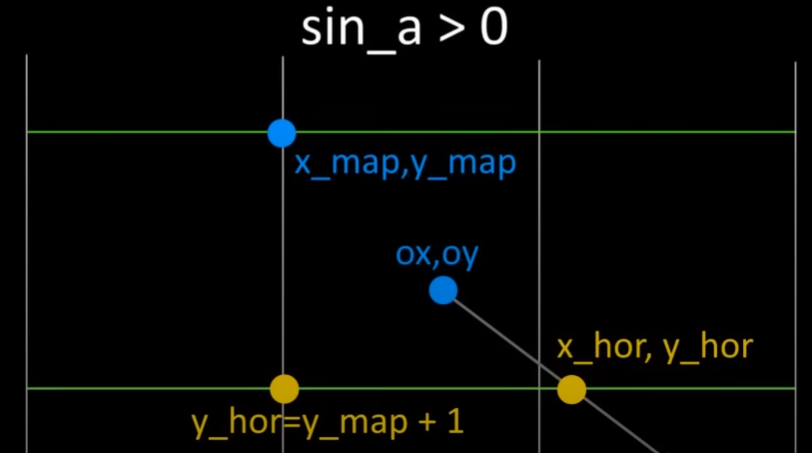 sin_a > 0
x_map,y_map
ox,oy
x_hor, y_hor
y_hor=y_map + 1